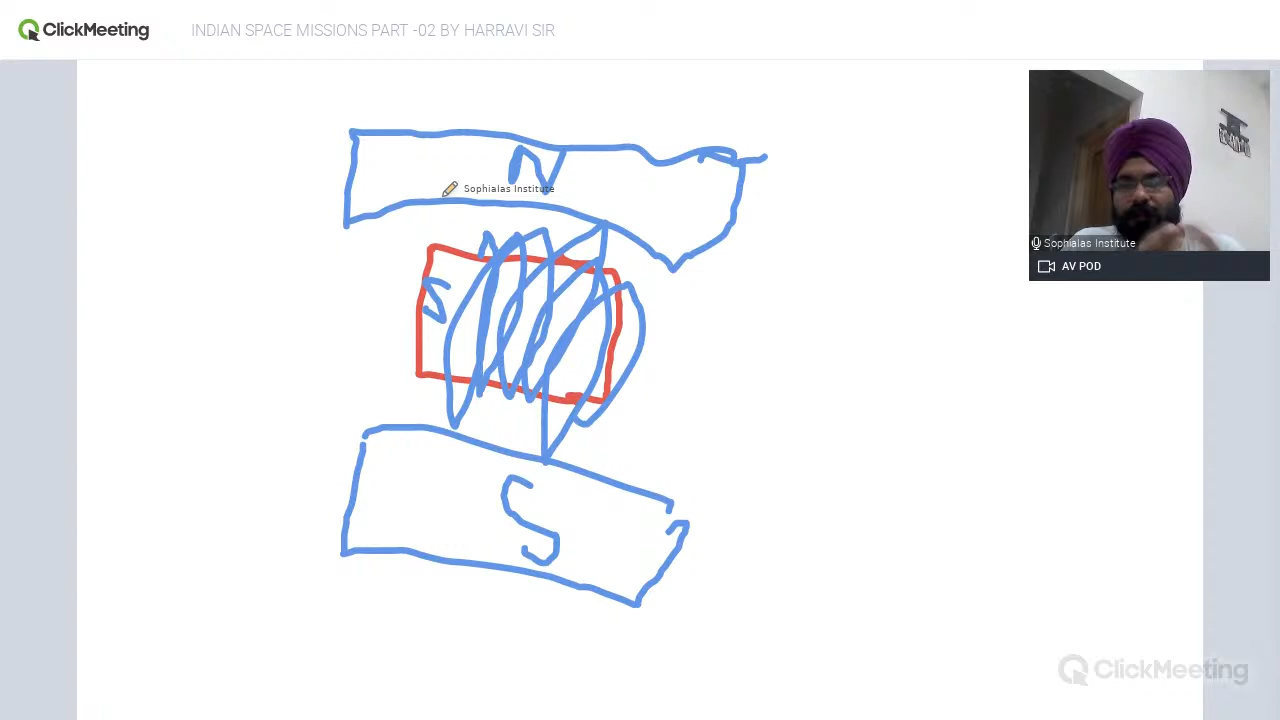 ClickMeeting
INDIAN SPACE MISSIONS PART -02 BY HARRAVI SIR
N
Sophialas Institute
S
S
Sophialas Institute
AV POD
ClickMeeting